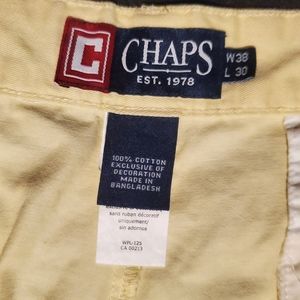 C
CHAPS
EST. 1978
W38
L 30
100% COTTON
EXCLUSIVE OF
DECORATION
MADE IN
BANGLADESH
sans ruban décoratif
uniquement/
sin adornos
WPL-125
CA 00213